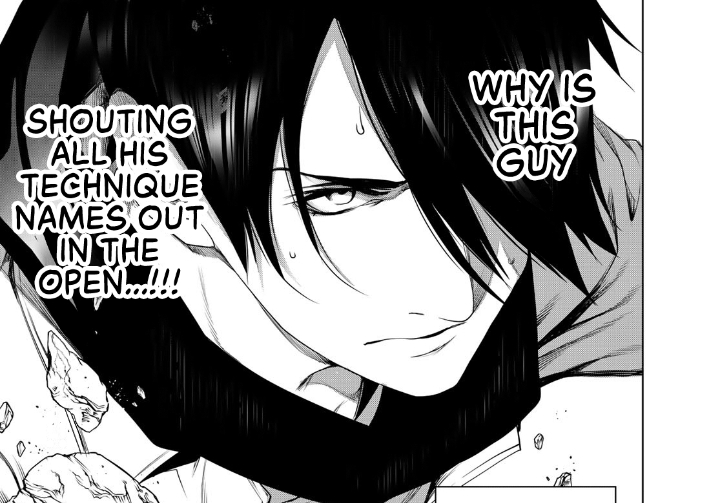 WHY IS
THIS
GUY
SHOUTING
ALL HIS
TECHNIQUE
NAMES OUT
IN THE
OPEN...!!!